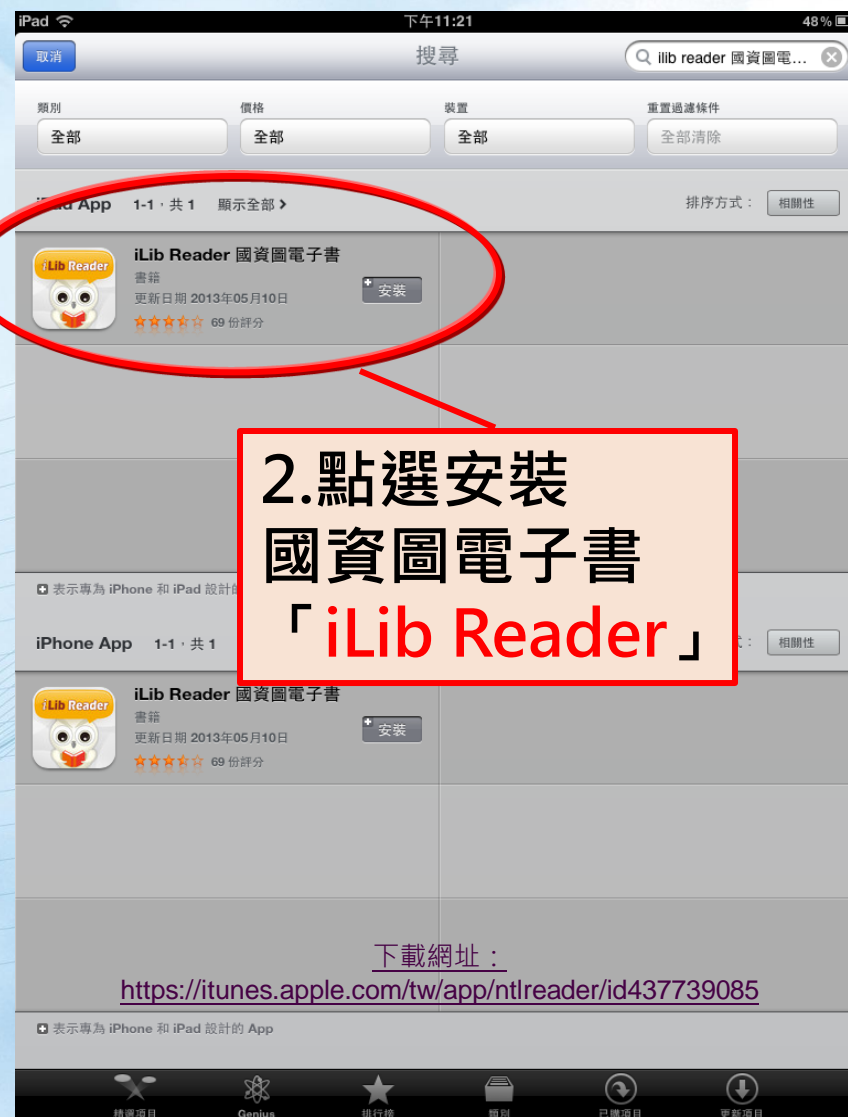 iPad 下午11:21 48%
取消 搜尋 ilib reader 國資圖電...
類別 價格 裝置 重置過濾條件
全部 全部 全部 全部清除
iPad App 1-1，共 1 顯示全部 排序方式： 相關性
iLib Reader
iLib Reader 國資圖電子書
書籍
安裝
更新日期 2013年05月10日
69 份評分
2.點選安裝
國資圖電子書
「iLib Reader」
表示專為 iPhone 和 iPad 設計的
iPhone App 1-1，共 1 式： 相關性
iLib Reader
iLib Reader 國資圖電子書
書籍
安裝
更新日期 2013年05月10日
69 份評分
下載網址：
https://itunes.apple.com/tw/app/ntlreader/id437739085
表示專為 iPhone 和 iPad 設計的 App
精選項目 Genius 排行榜 類別 已購項目 更新項目